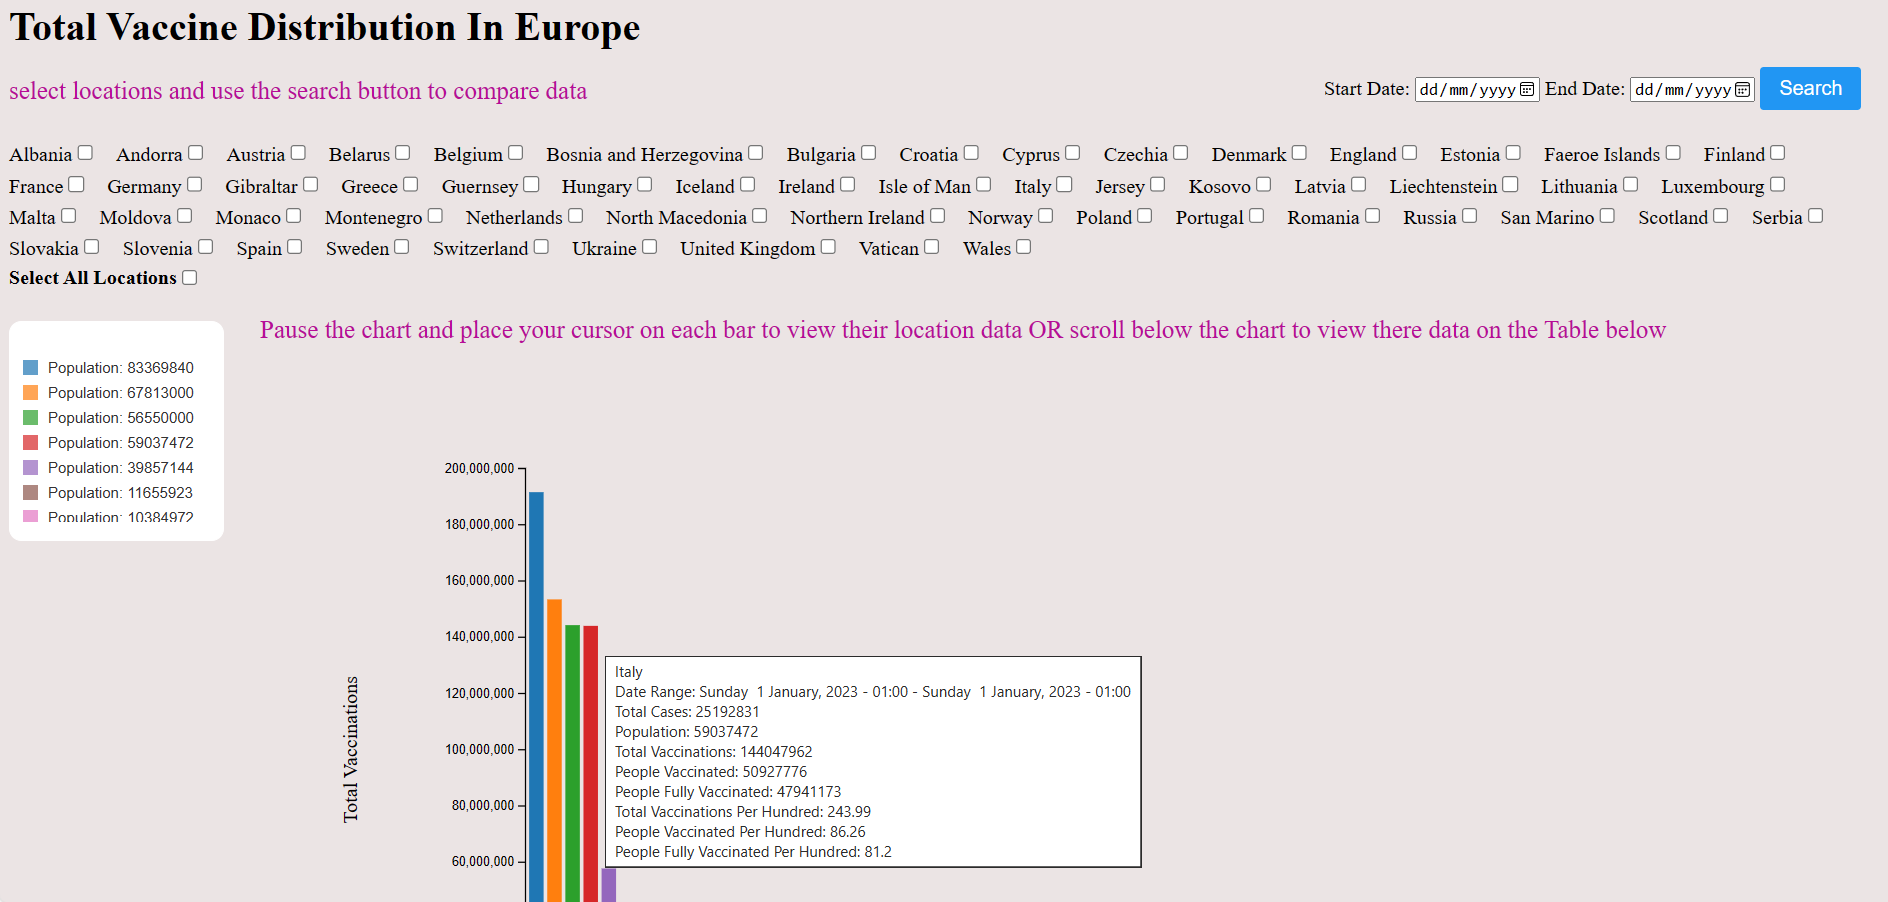 Total Vaccine Distribution In Europe
select locations and use the search button to compare data
Start Date: dd/mm/yyyy End Date: dd/mm/yyyy Search
Albania Andorra Austria Belarus Belgium Bosnia and Herzegovina Bulgaria Croatia Cyprus Czechia Denmark England Estonia Faeroe Islands Finland
France Germany Gibraltar Greece Guernsey Hungary Iceland Ireland Isle of Man Italy Jersey Kosovo Latvia Liechtenstein Lithuania Luxembourg
Malta Moldova Monaco Montenegro Netherlands North Macedonia Northern Ireland Norway Poland Portugal Romania Russia San Marino Scotland Serbia
Slovakia Slovenia Spain Sweden Switzerland Ukraine United Kingdom Vatican Wales
Select All Locations
Pause the chart and place your cursor on each bar to view their location data OR scroll below the chart to view there data on the Table below
Population: 83369840
Population: 67813000
Population: 56550000
Population: 59037472
Population: 39857144
Population: 11655923
Population: 10384972
Total Vaccinations
200,000,000
180,000,000
160,000,000
140,000,000
120,000,000
100,000,000
80,000,000
60,000,000
Italy
Date Range: Sunday 1 January, 2023 - 01:00 - Sunday 1 January, 2023 - 01:00
Total Cases: 25192831
Population: 59037472
Total Vaccinations: 144047962
People Vaccinated: 50927776
People Fully Vaccinated: 47941173
Total Vaccinations Per Hundred: 243.99
People Vaccinated Per Hundred: 86.26
People Fully Vaccinated Per Hundred: 81.2